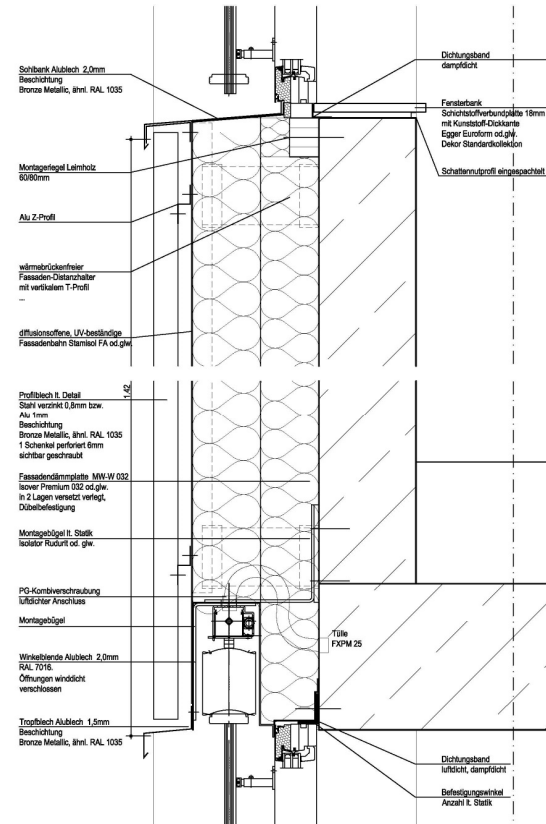 Sohlbank Alublech 2,0mm
Beschichtung
Bronze Metallic, ähnl. RAL 1035
Montageriegel Leimholz
60/80mm
Alu Z-Profil
wärmebrückenfreier
Fassaden-Distanzhalter
mit vertikalem T-Profil
...
diffusionsoffene, UV-beständige
Fassadenbahn Stamisol FA od.glw.
1.42
Profilblech lt. Detail
Stahl verzinkt 0,8mm bzw.
Alu 1mm
Beschichtung
Bronze Metallic, ähnl. RAL 1035
1 Schenkel perforiert 6mm
sichtbar geschraubt
Fassadendämmplatte MW-W 032
Isover Premium 032 od.glw.
in 2 Lagen versetzt verlegt,
Dübelbefestigung
Montagebügel lt. Statik
Isolator Rudurit od. glw.
PG-Kombiverschraubung
luftdichter Anschluss
Montagebügel
Winkelblende Alublech 2,0mm
RAL 7016.
Öffnungen winddicht
verschlossen
Tropfblech Alublech 1,5mm
Beschichtung
Bronze Metallic, ähnl. RAL 1035
Dichtungsband
dampfdicht
Fensterbank
Schichtstoffverbundplatte 18mm
mit Kunststoff-Dickkante
Egger Euroform od.glw.
Dekor Standardkollektion
Schattennutprofil eingespachtelt
Tülle
FXPM 25
Dichtungsband
luftdicht, dampfdicht
Befestigungswinkel
Anzahl lt. Statik